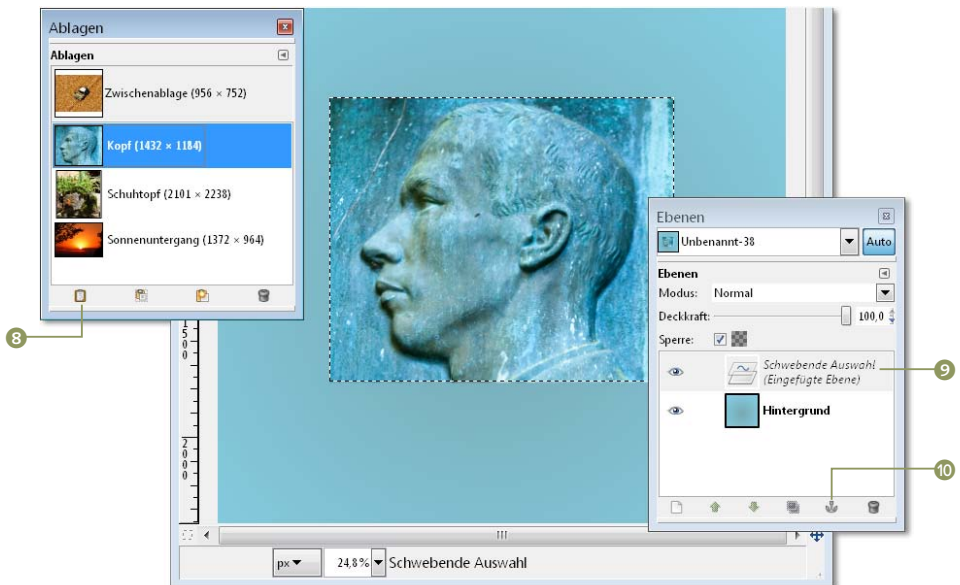 Ablagen
Ablagen
Zwischenablage (956 × 752)
Kopf (1432 × 1184)
Schuhtopf (2101 × 2238)
Sonnenuntergang (1372 × 964)
8
Ebenen
Unbenannt-38
Auto
Ebenen
Modus: Normal
Deckkraft: 100,0
Sperre:
Schwebende Auswahl
(Eingefügte Ebene)
9
Hintergrund
10
1500
2000
px
24,8%
Schwebende Auswahl